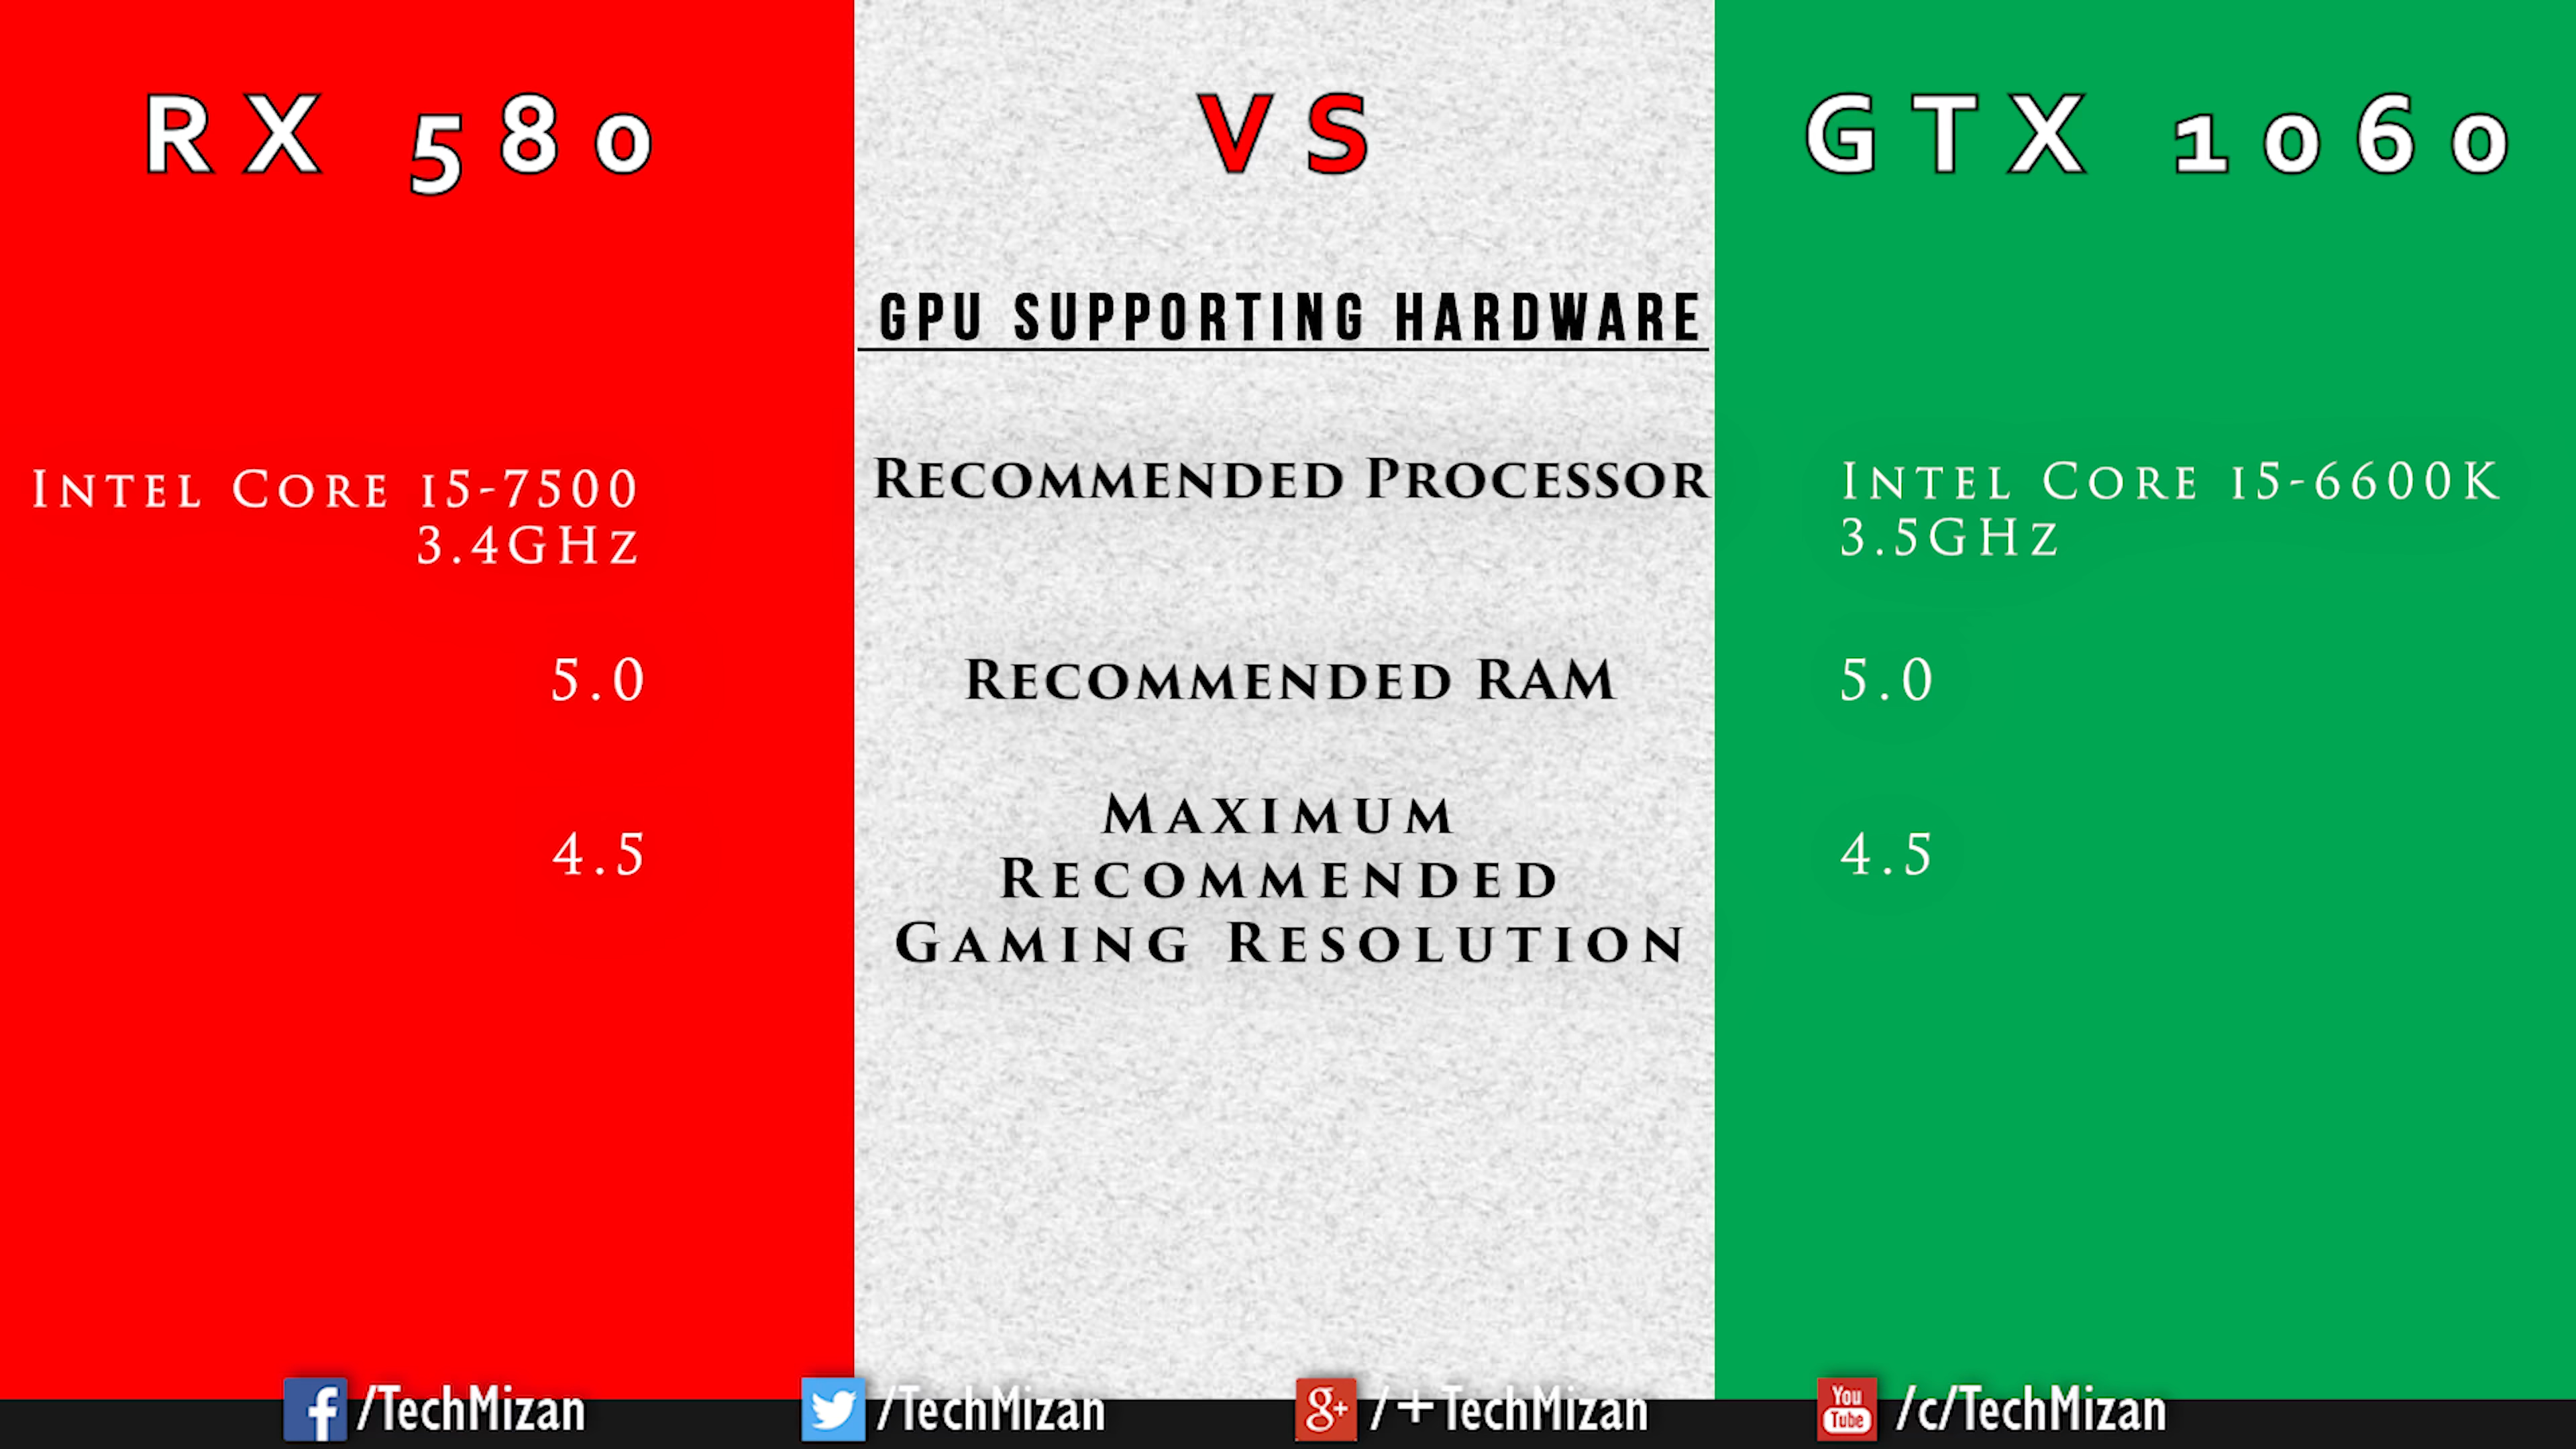 RX 580
VS
GTX 1060
GPU SUPPORTING HARDWARE
Intel Core i5-7500
3.4GHz
Recommended Processor
Intel Core i5-6600K
3.5GHz
5.0
Recommended RAM
5.0
4.5
Maximum
Recommended
Gaming Resolution
4.5
f /TechMizan
/TechMizan
g+ /+TechMizan
You
Tube
/c/TechMizan